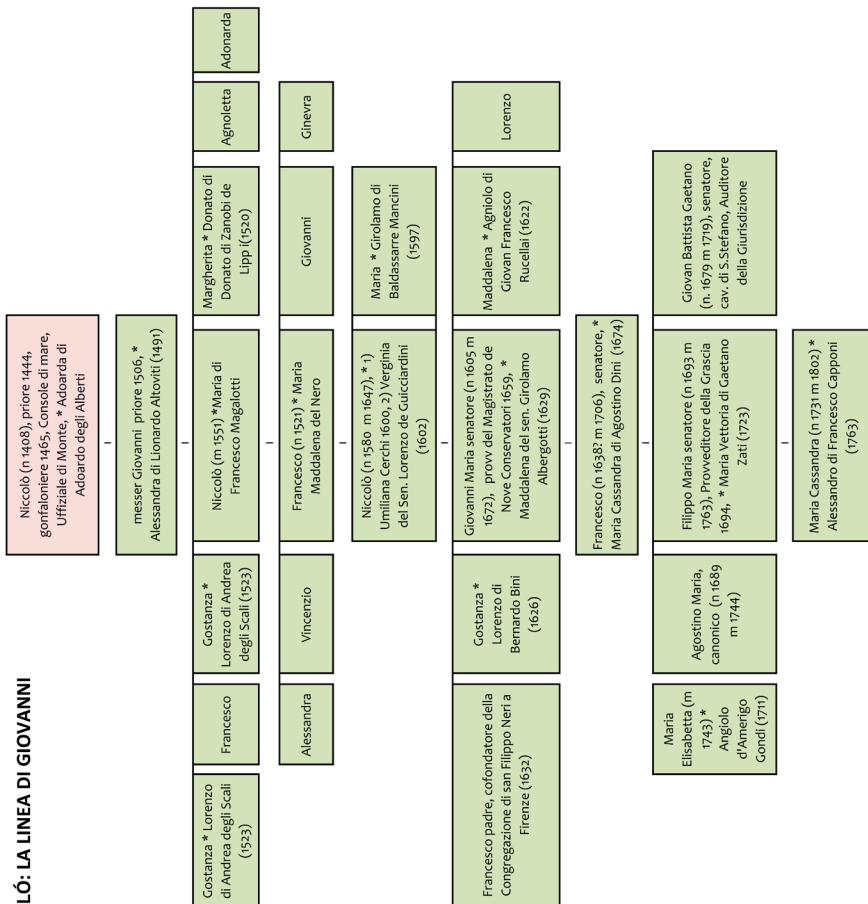 LÓ: LA LINEA DI GIOVANNI
Niccolò (n 1408), priore 1444,
gonfaloniere 1465, Console di mare,
Uffiziale di Monte, * Adoarda di
Adoardo degli Alberti
messer Giovanni priore 1506, *
Alessandra di Lionardo Altoviti (1491)
Gostanza * Lorenzo
di Andrea degli Scali
(1523)
Francesco
Gostanza *
Lorenzo di Andrea
degli Scali (1523)
Niccolò (m 1551) *Maria di
Francesco Magalotti
Margherita * Donato di
Donato di Zanobi de
Lipp i(1520)
Agnoletta
Adonarda
Alessandra
Vincenzio
Francesco (n 1521) * Maria
Maddalena del Nero
Giovanni
Ginevra
Niccolò (n 1580 m 1647), * 1)
Umiliana Cerchi 1600, 2) Verginia
del Sen. Lorenzo de Guicciardini
(1602)
Maria * Girolamo di
Baldassarre Mancini
(1597)
Francesco padre, cofondatore della
Congregazione di san Filippo Neri a
Firenze (1632)
Gostanza *
Lorenzo di
Bernardo Bini
(1626)
Giovanni Maria senatore (n 1605 m
1672), provv del Magistrato de
Nove Conservatori 1659, *
Maddalena del sen. Girolamo
Albergotti (1629)
Maddalena * Agniolo di
Giovan Francesco
Rucellai (1622)
Lorenzo
Francesco (n 1638? m 1706), senatore, *
Maria Cassandra di Agostino Dini (1674)
Maria
Elisabetta (m
1743) *
Angiolo
d'Amerigo
Gondi (1711)
Agostino Maria,
canonico (n 1689
m 1744)
Filippo Maria senatore (n 1693 m
1763), Provveditore della Grascia
1694, * Maria Vettoria di Gaetano
Zati (1723)
Giovan Battista Gaetano
(n. 1679 m 1719), senatore,
cav. di S.Stefano, Auditore
della Giurisdizione
Maria Cassandra (n 1731 m 1802) *
Alessandro di Francesco Capponi
(1763)